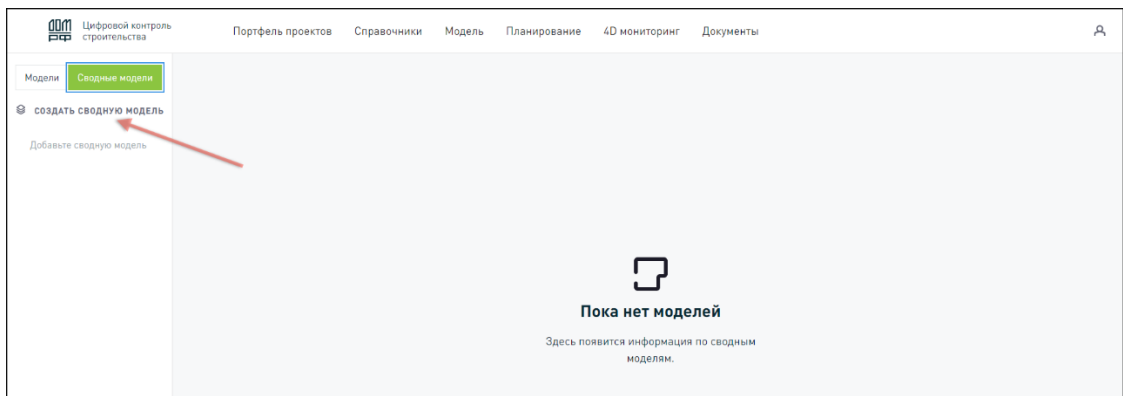 ДОМ РФ
Цифровой контроль
строительства
Портфель проектов Справочники Модель Планирование 4D мониторинг Документы
Модели Сводные модели
СОЗДАТЬ СВОДНУЮ МОДЕЛЬ
Добавьте сводную модель
Пока нет моделей
Здесь появится информация по сводным
моделям.